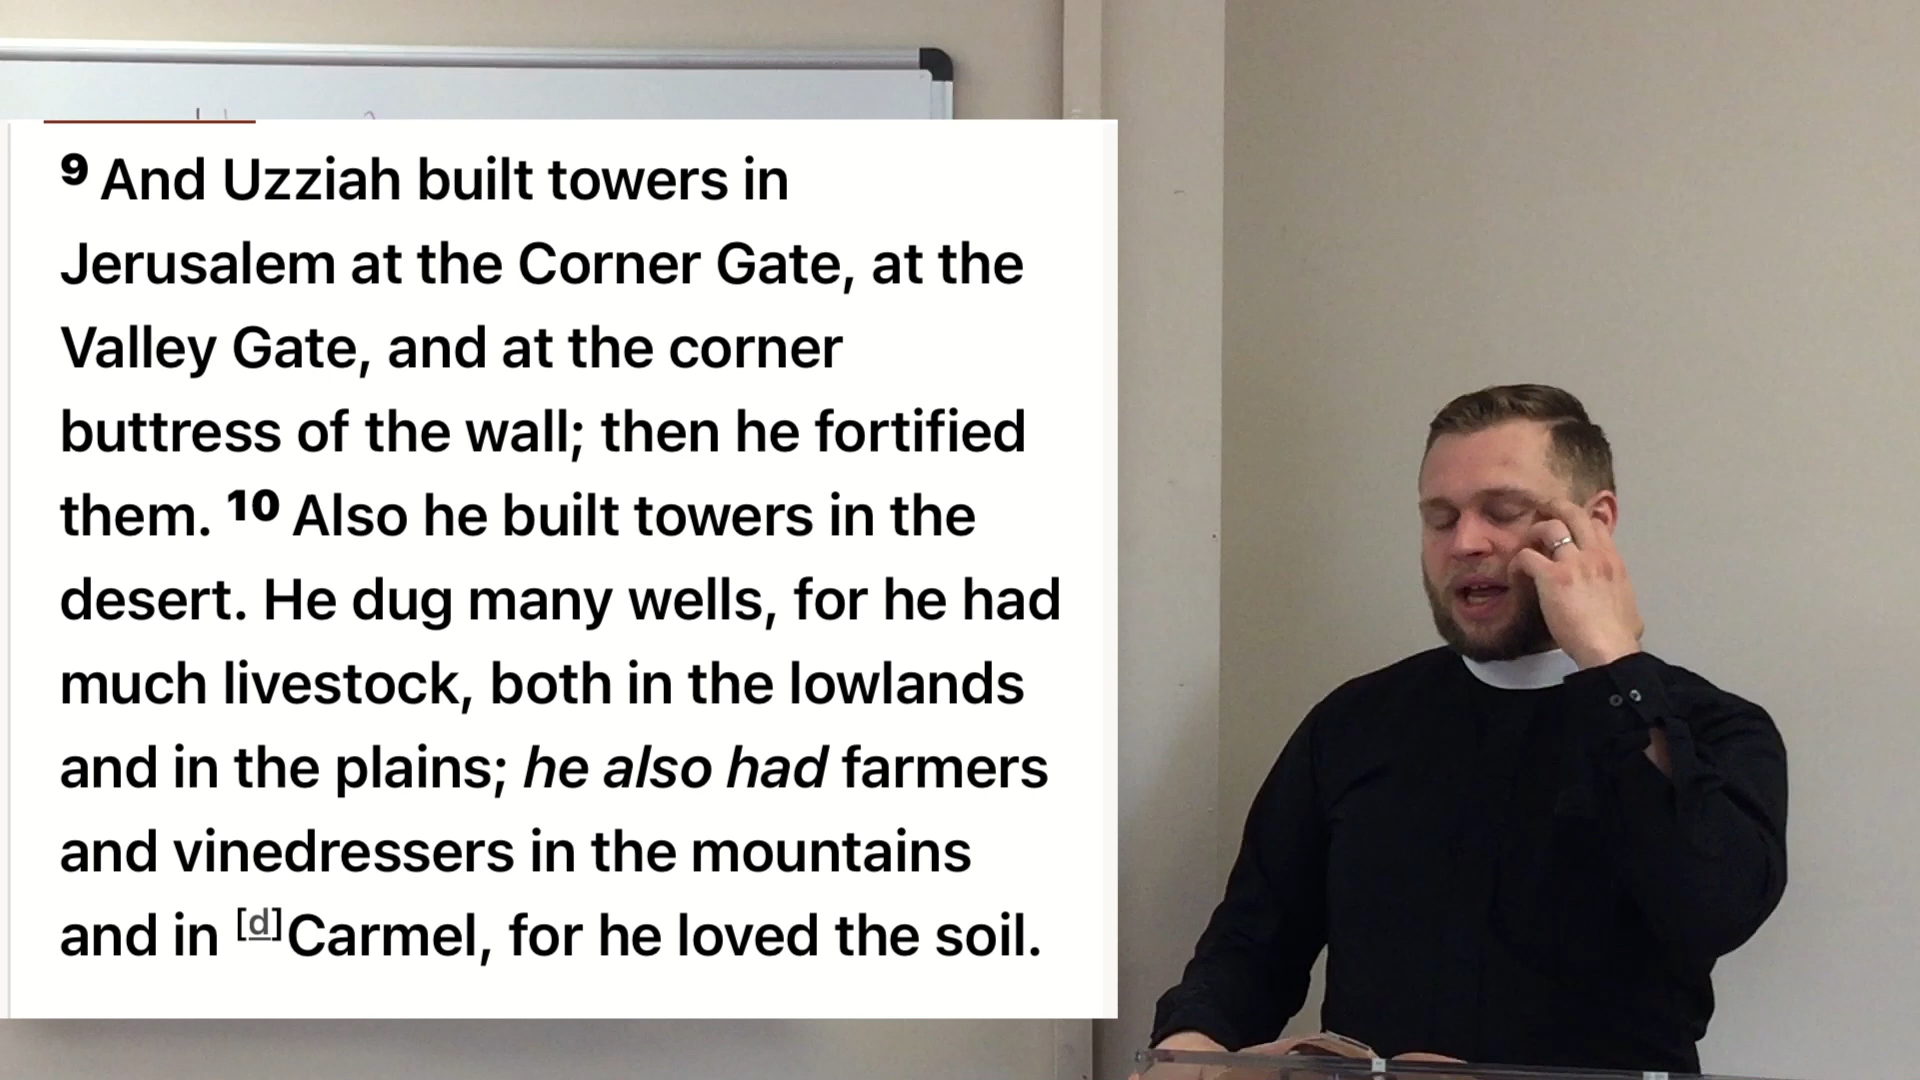 9 And Uzziah built towers in
Jerusalem at the Corner Gate, at the
Valley Gate, and at the corner
buttress of the wall; then he fortified
them. 10 Also he built towers in the
desert. He dug many wells, for he had
much livestock, both in the lowlands
and in the plains; he also had farmers
and vinedressers in the mountains
and in [d]Carmel, for he loved the soil.